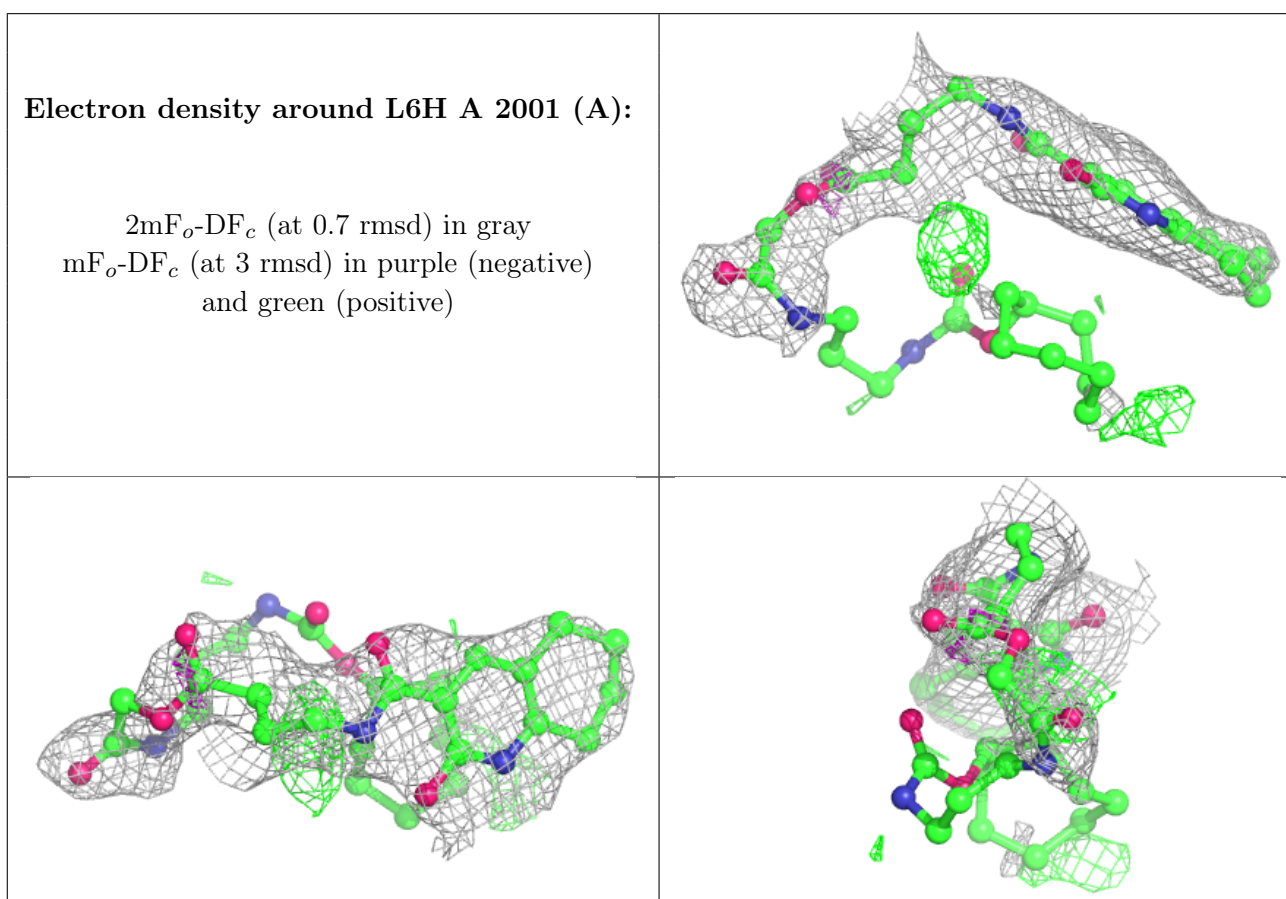 Electron density around L6H A 2001 (A):
2mFo-DFc (at 0.7 rmsd) in gray
mFo-DFc (at 3 rmsd) in purple (negative)
and green (positive)